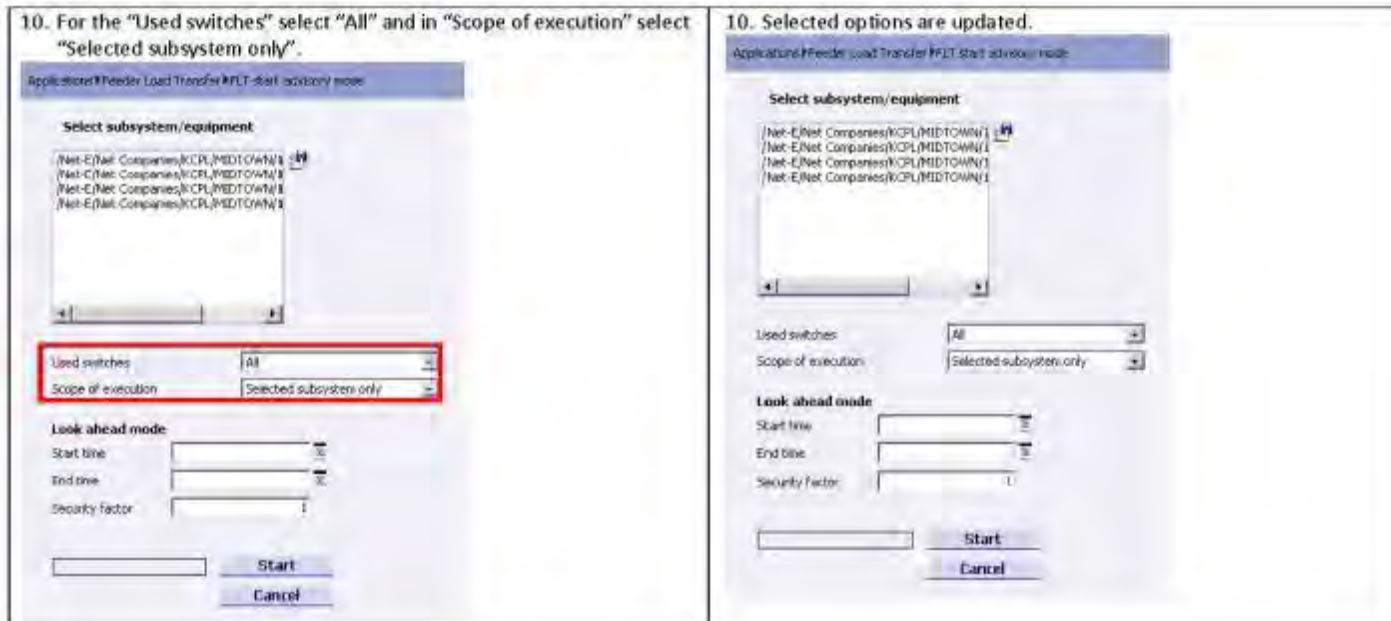 10. For the “Used switches” select “All” and in “Scope of execution” select
“Selected subsystem only”.
Applications Feeder Load Transfer FLT start advisory mode
Select subsystem/equipment
/Net-E/Net Companies/KCPL/MIDTOWN/1
/Net-E/Net Companies/KCPL/MIDTOWN/1
/Net-E/Net Companies/KCPL/MIDTOWN/1
/Net-E/Net Companies/KCPL/MIDTOWN/1
Used switches All
Scope of execution Selected subsystem only
Look ahead mode
Start time
End time
Security factor 1
Start
Cancel
10. Selected options are updated.
Applications Feeder Load Transfer FLT start advisory mode
Select subsystem/equipment
/Net-E/Net Companies/KCPL/MIDTOWN/1
/Net-E/Net Companies/KCPL/MIDTOWN/1
/Net-E/Net Companies/KCPL/MIDTOWN/1
/Net-E/Net Companies/KCPL/MIDTOWN/1
Used switches All
Scope of execution Selected subsystem only
Look ahead mode
Start time
End time
Security factor 1
Start
Cancel